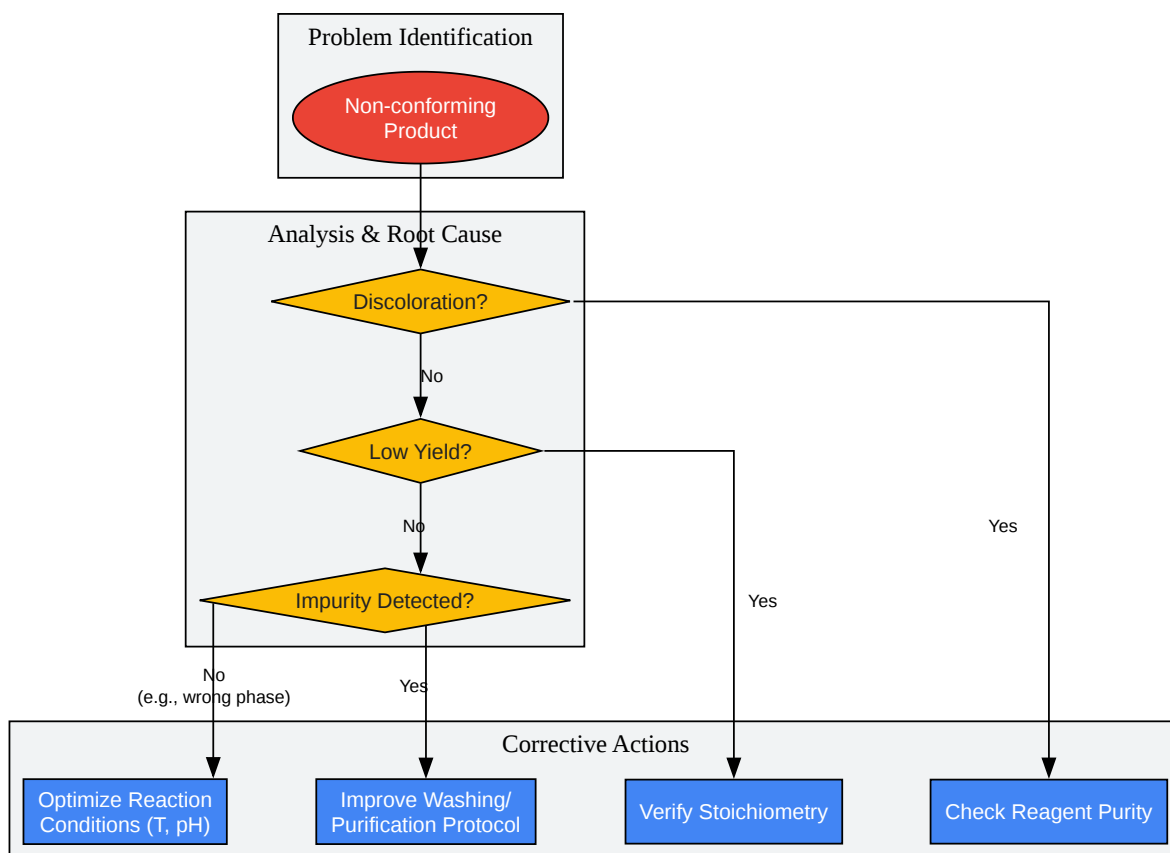 Problem Identification
Non-conforming
Product
Analysis & Root Cause
Discoloration?
No
Low Yield?
No
Yes
Impurity Detected?
Yes
No
(e.g., wrong phase)
Yes
Corrective Actions
Optimize Reaction
Conditions (T, pH)
Improve Washing/
Purification Protocol
Verify Stoichiometry
Check Reagent Purity